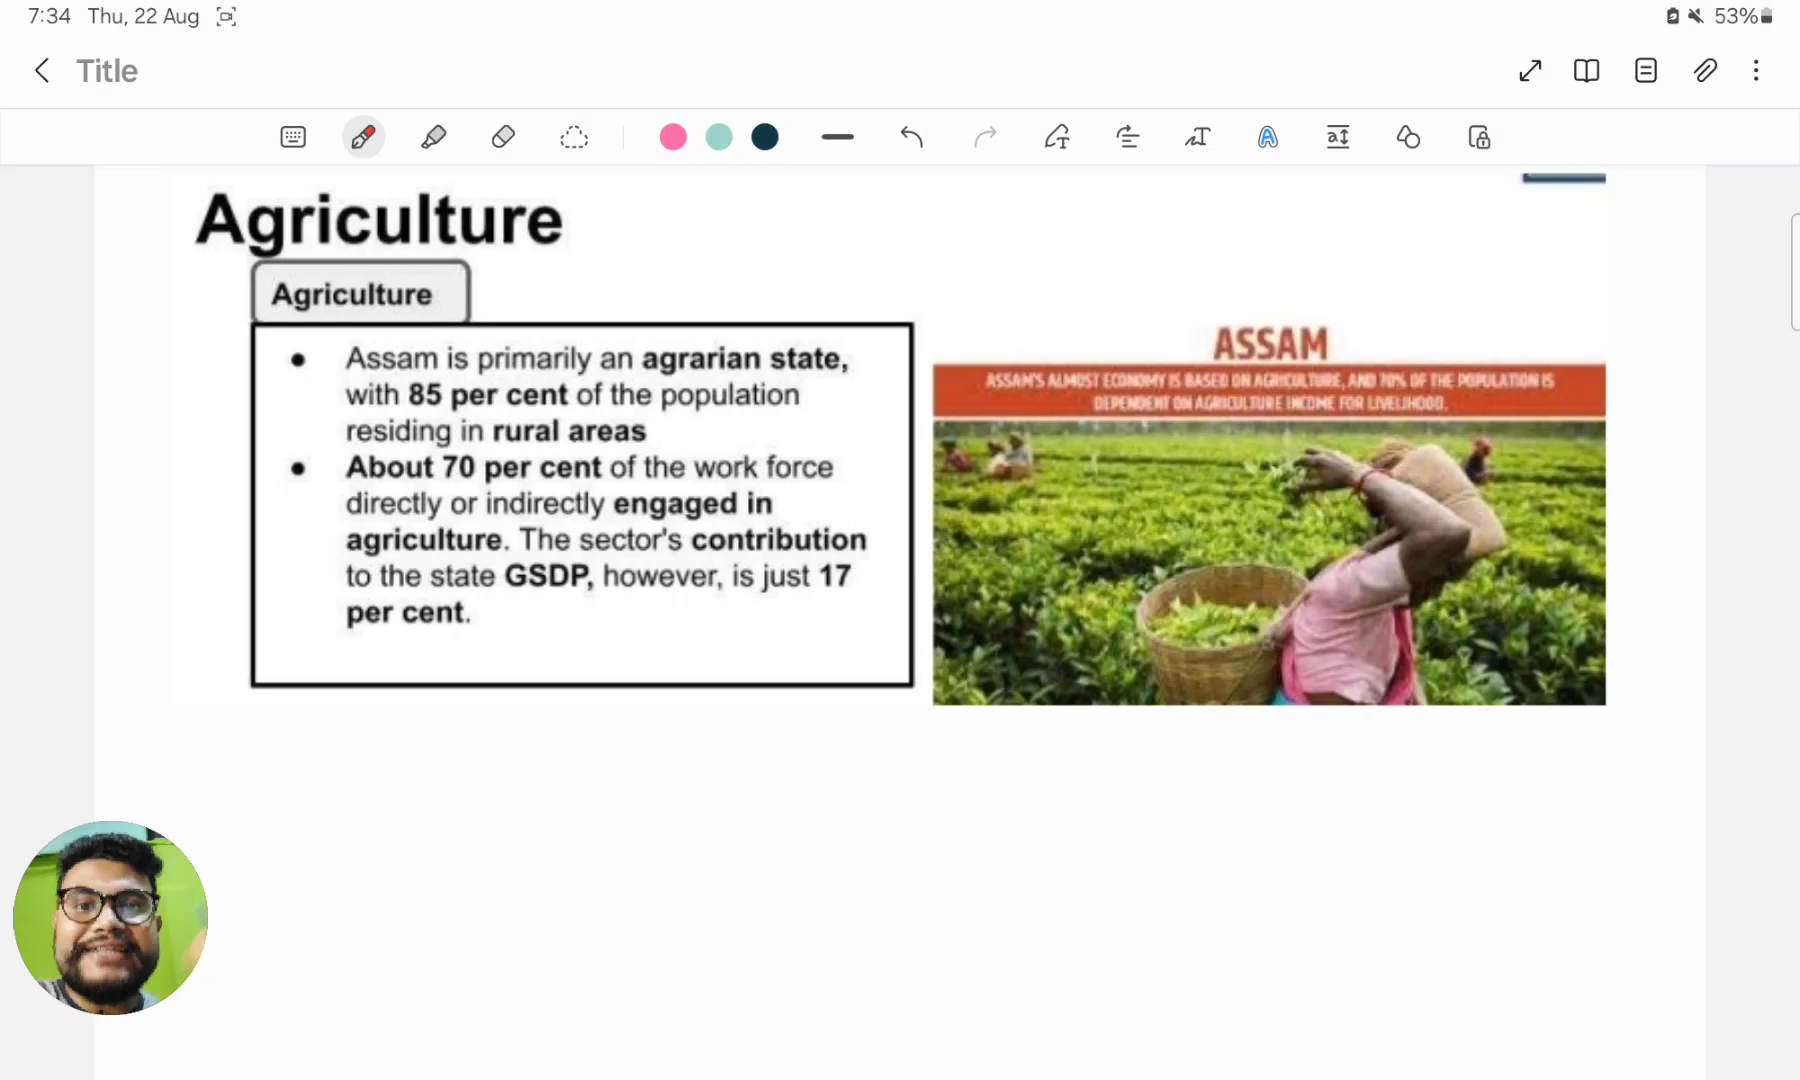 7:34 Thu, 22 Aug
53%
Title
Agriculture
Agriculture
• Assam is primarily an agrarian state,
with 85 per cent of the population
residing in rural areas
• About 70 per cent of the work force
directly or indirectly engaged in
agriculture. The sector's contribution
to the state GSDP, however, is just 17
per cent.
ASSAM
ASSAM'S ALMOST ECONOMY IS BASED ON AGRICULTURE, AND 70% OF THE POPULATION IS
DEPENDENT ON AGRICULTURE INCOME FOR LIVELIHOOD.